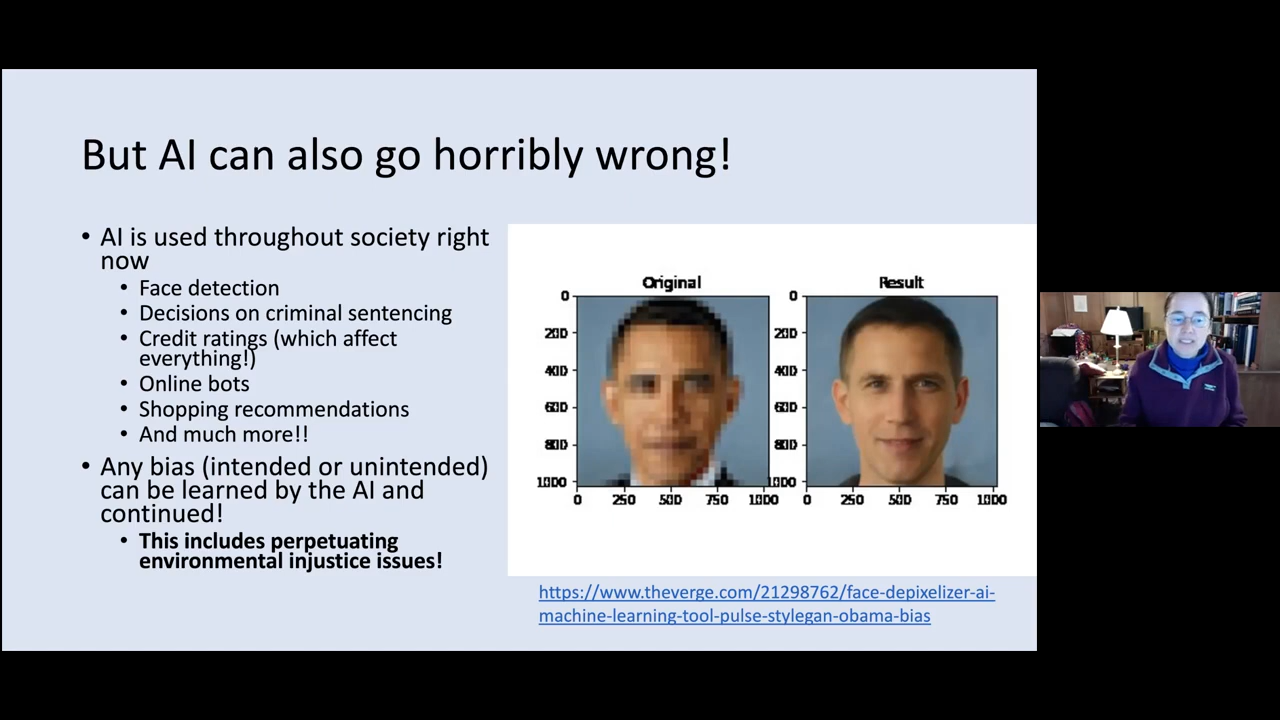 But AI can also go horribly wrong!
• AI is used throughout society right
now
• Face detection
• Decisions on criminal sentencing
• Credit ratings (which affect
everything!)
• Online bots
• Shopping recommendations
• And much more!!
• Any bias (intended or unintended)
can be learned by the AI and
continued!
• This includes perpetuating
environmental injustice issues!
Original
0
200
400
600
800
1000
0 250 500 750 1000
Result
0
200
400
600
800
1000
0 250 500 750 1000
https://www.theverge.com/21298762/face-depixelizer-ai-
machine-learning-tool-pulse-stylegan-obama-bias